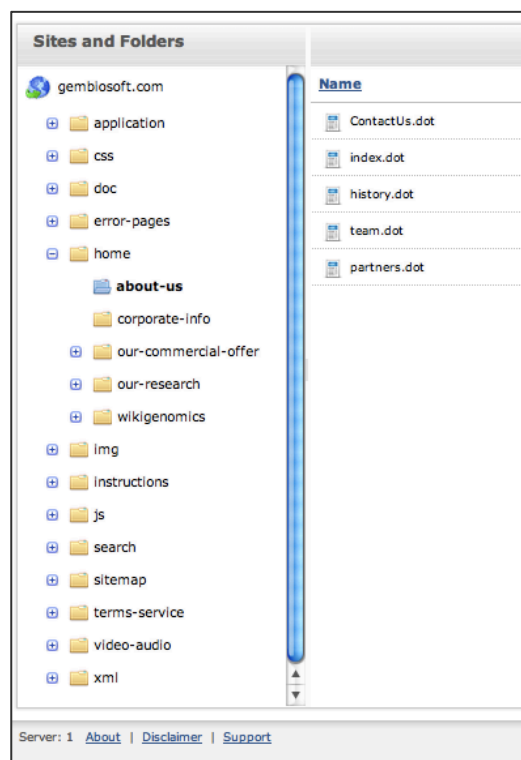 Sites and Folders
gembiosoft.com
application
css
doc
error-pages
home
about-us
corporate-info
our-commercial-offer
our-research
wikigenomics
img
instructions
js
search
sitemap
terms-service
video-audio
xml
Name
ContactUs.dot
index.dot
history.dot
team.dot
partners.dot
Server: 1 About | Disclaimer | Support